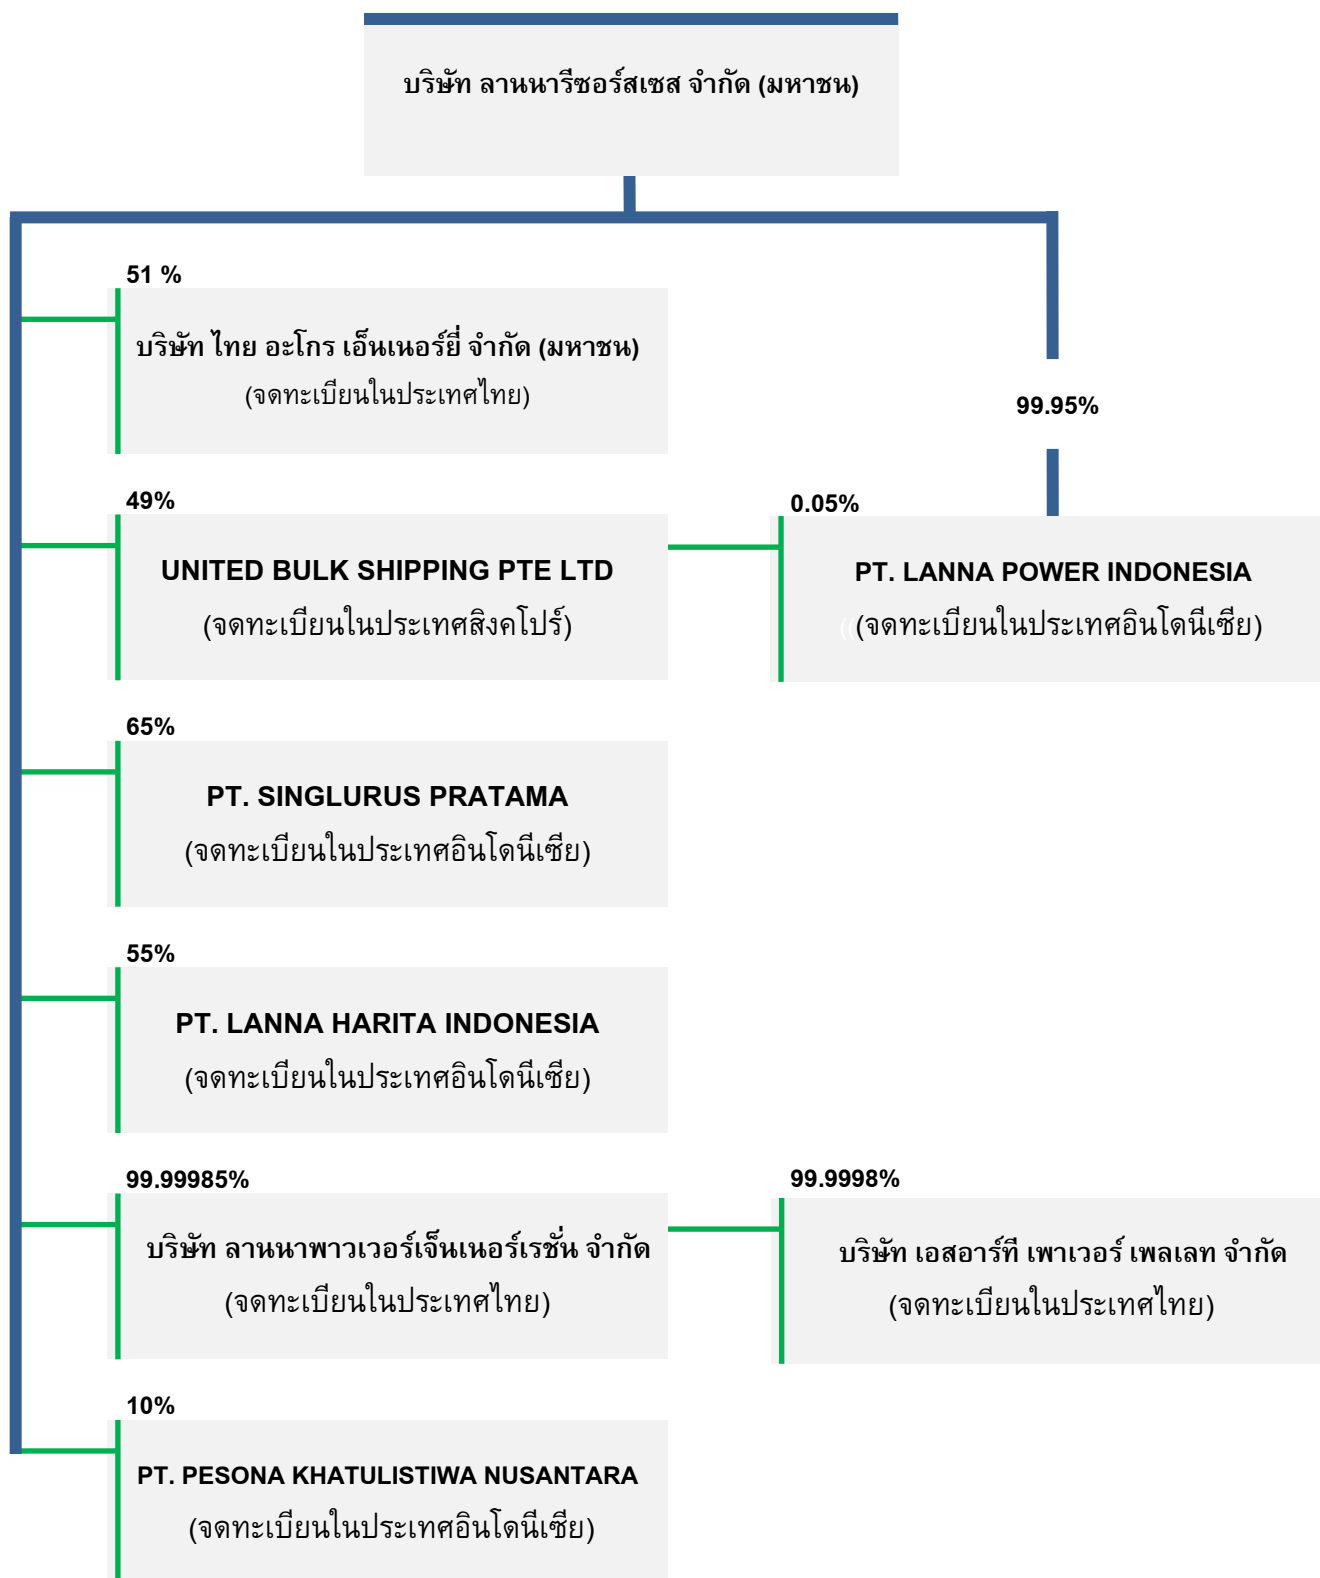 บริษัท ลานนารีซอร์สเซส จำกัด (มหาชน)
51 %
บริษัท ไทย อะโกร เอ็นเนอร์ยี่ จำกัด (มหาชน)
(จดทะเบียนในประเทศไทย)
99.95%
49%
UNITED BULK SHIPPING PTE LTD
(จดทะเบียนในประเทศสิงคโปร์)
0.05%
PT. LANNA POWER INDONESIA
(((จดทะเบียนในประเทศอินโดนีเซีย)
65%
PT. SINGLURUS PRATAMA
(จดทะเบียนในประเทศอินโดนีเซีย)
55%
PT. LANNA HARITA INDONESIA
(จดทะเบียนในประเทศอินโดนีเซีย)
99.99985%
บริษัท ลานนาพาวเวอร์เจ็นเนอร์เรชั่น จำกัด
(จดทะเบียนในประเทศไทย)
99.9998%
บริษัท เอสอาร์ที เพาเวอร์ เพลเลท จำกัด
(จดทะเบียนในประเทศไทย)
10%
PT. PESONA KHATULISTIWA NUSANTARA
(จดทะเบียนในประเทศอินโดนีเซีย)